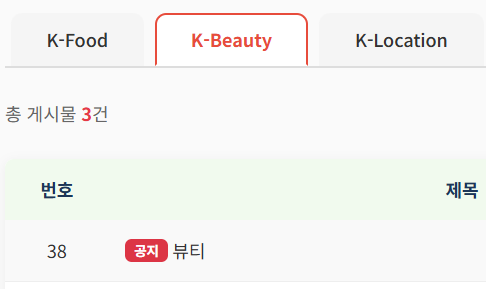 K-Food K-Beauty K-Location
총 게시물 3건
번호 제목
38 공지 뷰티